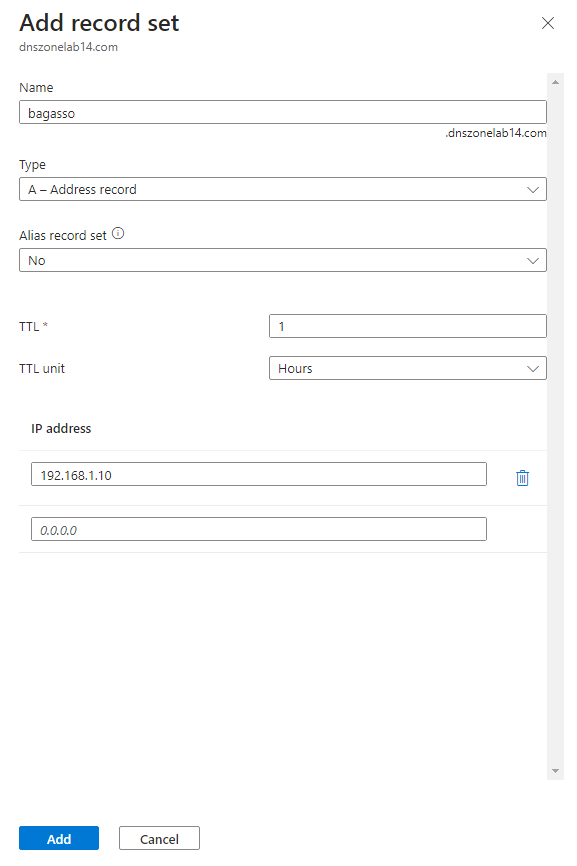 Add record set
dnszonelab14.com
Name
bagasso
.dnszonelab14.com
Type
A – Address record
Alias record set
No
TTL * 1
TTL unit Hours
IP address
192.168.1.10
0.0.0.0
Add Cancel